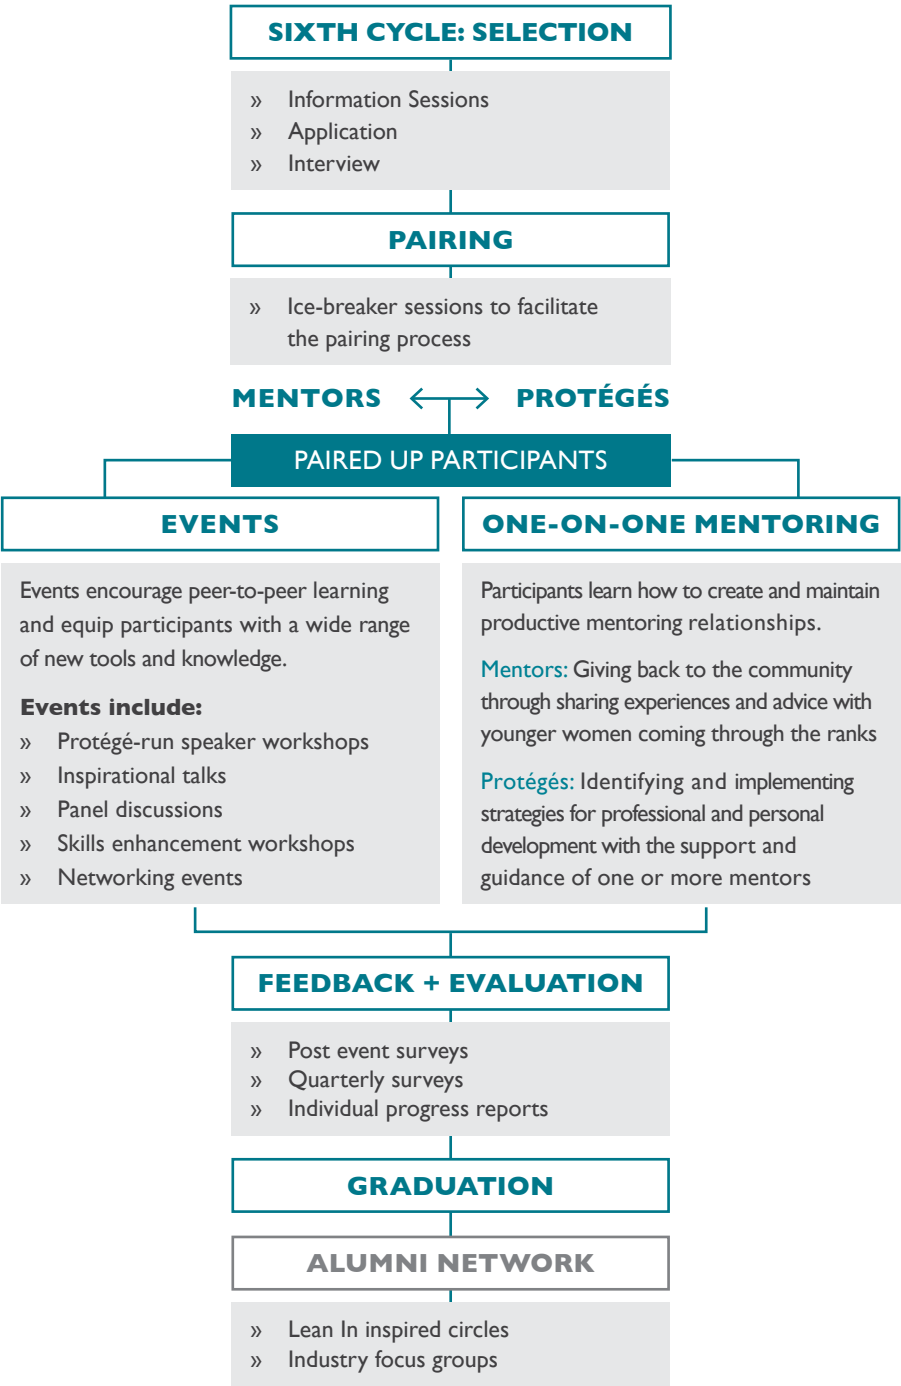 SIXTH CYCLE: SELECTION
» Information Sessions
» Application
» Interview
PAIRING
» Ice-breaker sessions to facilitate
the pairing process
MENTORS PROTÉGÉS
PAIRED UP PARTICIPANTS
EVENTS
Events encourage peer-to-peer learning
and equip participants with a wide range
of new tools and knowledge.
Events include:
» Protégé-run speaker workshops
» Inspirational talks
» Panel discussions
» Skills enhancement workshops
» Networking events
ONE-ON-ONE MENTORING
Participants learn how to create and maintain
productive mentoring relationships.
Mentors: Giving back to the community
through sharing experiences and advice with
younger women coming through the ranks
Protégés: Identifying and implementing
strategies for professional and personal
development with the support and
guidance of one or more mentors
FEEDBACK + EVALUATION
» Post event surveys
» Quarterly surveys
» Individual progress reports
GRADUATION
ALUMNI NETWORK
» Lean In inspired circles
» Industry focus groups